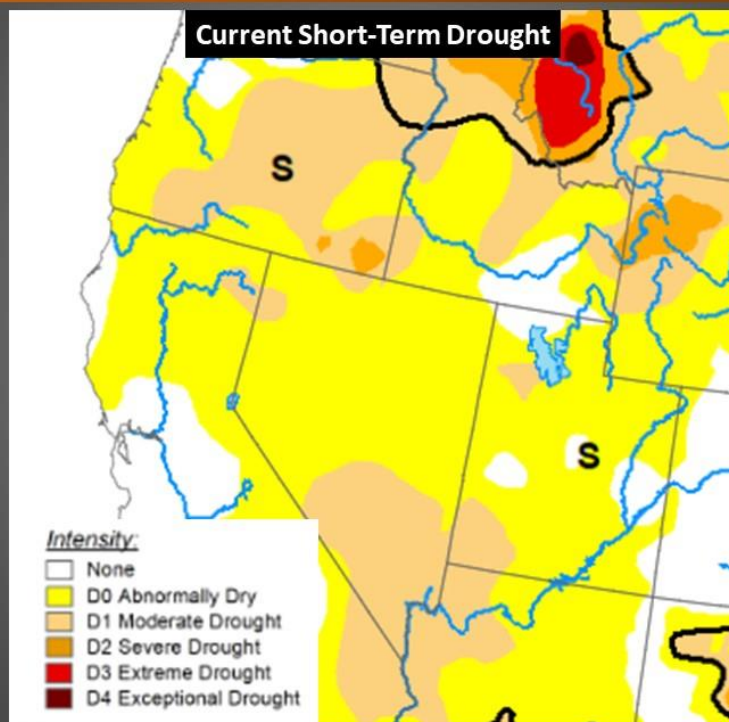 Current Short-Term Drought
S
S
Intensity:
None
D0 Abnormally Dry
D1 Moderate Drought
D2 Severe Drought
D3 Extreme Drought
D4 Exceptional Drought